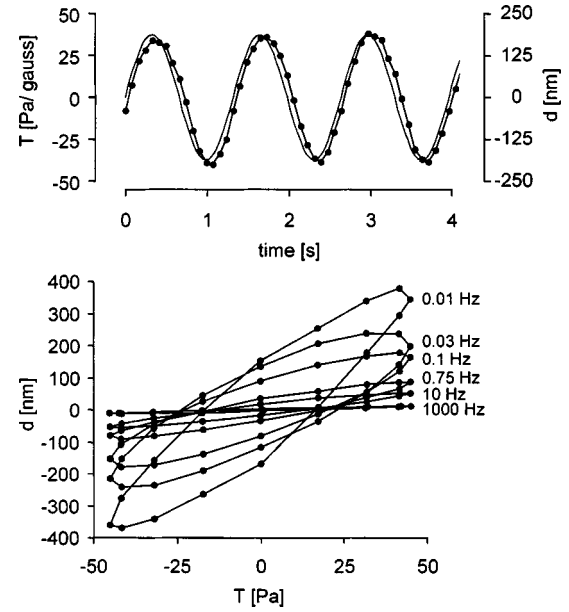 50
25
0
-25
-50
T [Pa/ gauss]
250
125
0
-125
-250
d [nm]
0 1 2 3 4
time [s]
400
300
200
100
0
-100
-200
-300
-400
d [nm]
0.01 Hz
0.03 Hz
0.1 Hz
0.75 Hz
10 Hz
1000 Hz
-50 -25 0 25 50
T [Pa]